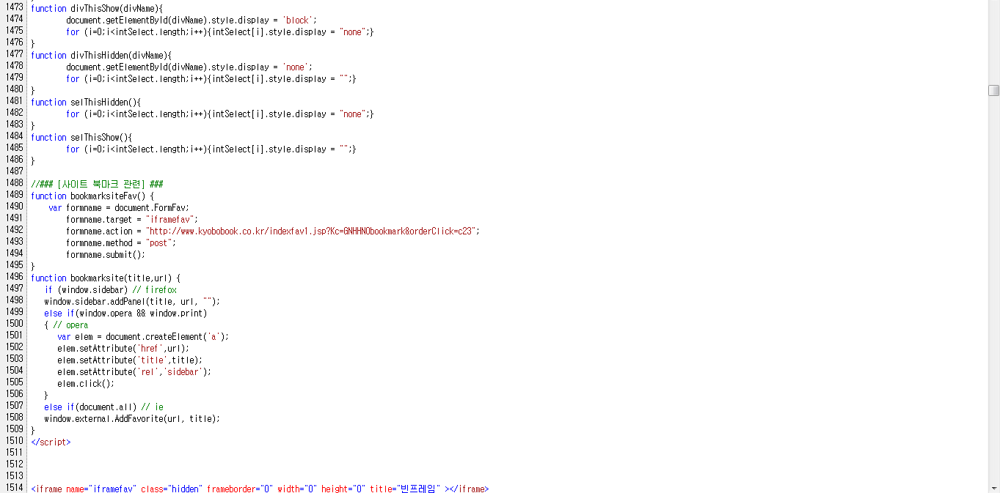 1473 function divThisShow(divName){
1474 document.getElementById(divName).style.display = 'block';
1475 for (i=0;i<intSelect.length;i++){intSelect[i].style.display = "none";}
1476 }
1477 function divThisHidden(divName){
1478 document.getElementById(divName).style.display = 'none';
1479 for (i=0;i<intSelect.length;i++){intSelect[i].style.display = "";}
1480 }
1481 function selThisHidden(){
1482 for (i=0;i<intSelect.length;i++){intSelect[i].style.display = "none";}
1483 }
1484 function selThisShow(){
1485 for (i=0;i<intSelect.length;i++){intSelect[i].style.display = "";}
1486 }
1487
1488 //### [사이트 북마크 관련] ###
1489 function bookmarksiteFav() {
1490 var formname = document.FormFav;
1491 formname.target = "iframefav";
1492 formname.action = "http://www.kyobobook.co.kr/indexfav1.jsp?Kc=GNHHNObookmark&orderClick=c23";
1493 formname.method = "post";
1494 formname.submit();
1495 }
1496 function bookmarksite(title,url) {
1497 if (window.sidebar) // firefox
1498 window.sidebar.addPanel(title, url, "");
1499 else if(window.opera && window.print)
1500 { // opera
1501 var elem = document.createElement('a');
1502 elem.setAttribute('href',url);
1503 elem.setAttribute('title',title);
1504 elem.setAttribute('rel','sidebar');
1505 elem.click();
1506 }
1507 else if(document.all) // ie
1508 window.external.AddFavorite(url, title);
1509 }
1510 </script>
1511
1512
1513
1514 <iframe name="iframefav" class="hidden" frameborder="0" width="0" height="0" title="빈프레임" ></iframe>